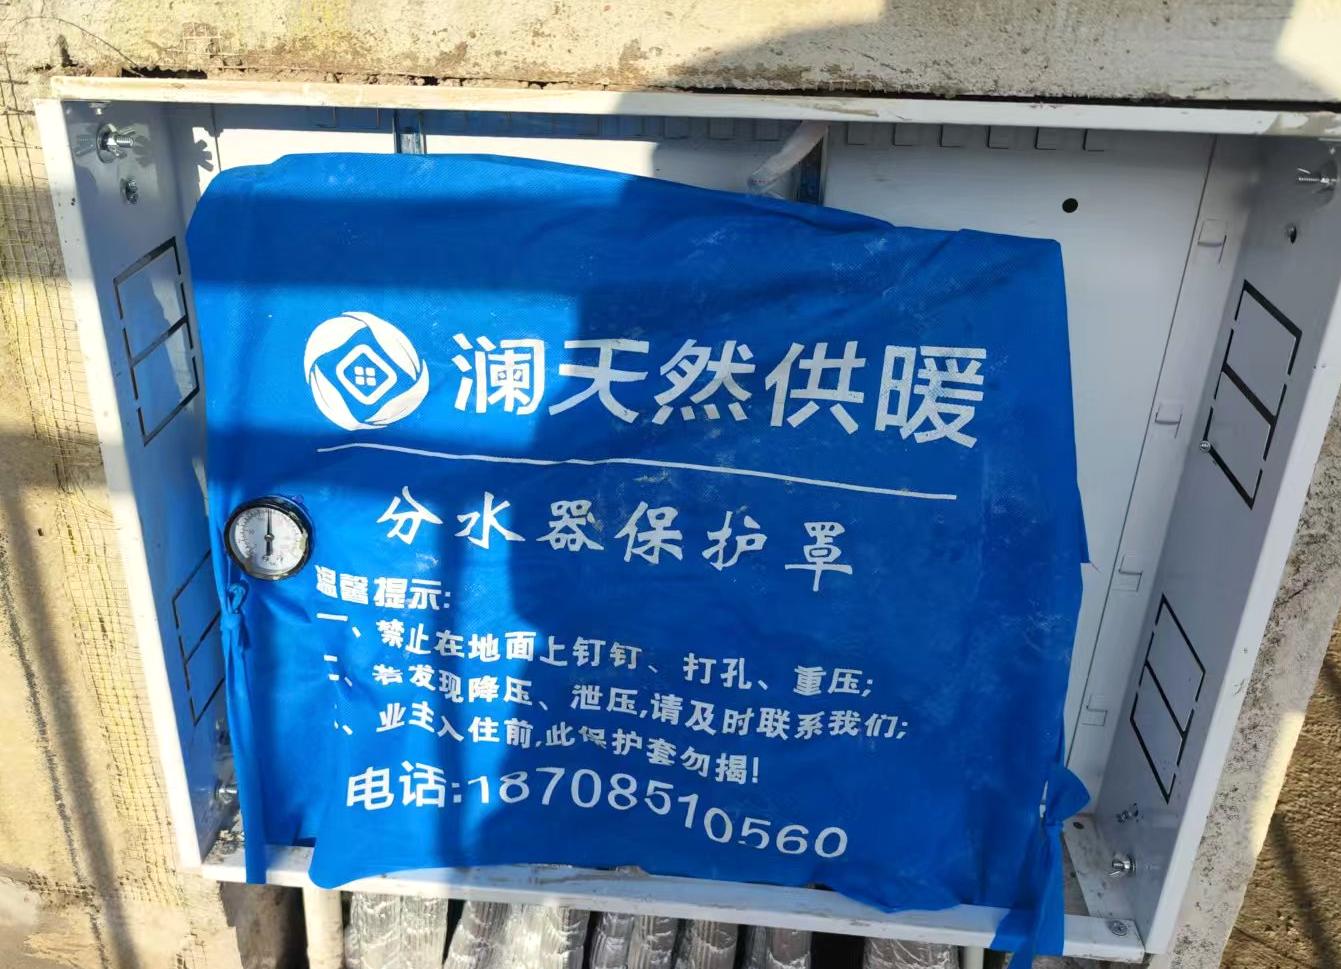 澜天然供暖
分水器保护罩
温馨提示:
一、禁止在地面上钉钉、打孔、重压;
二、若发现降压、泄压,请及时联系我们;
、业主入住前,此保护套勿揭!
电话:18708510560